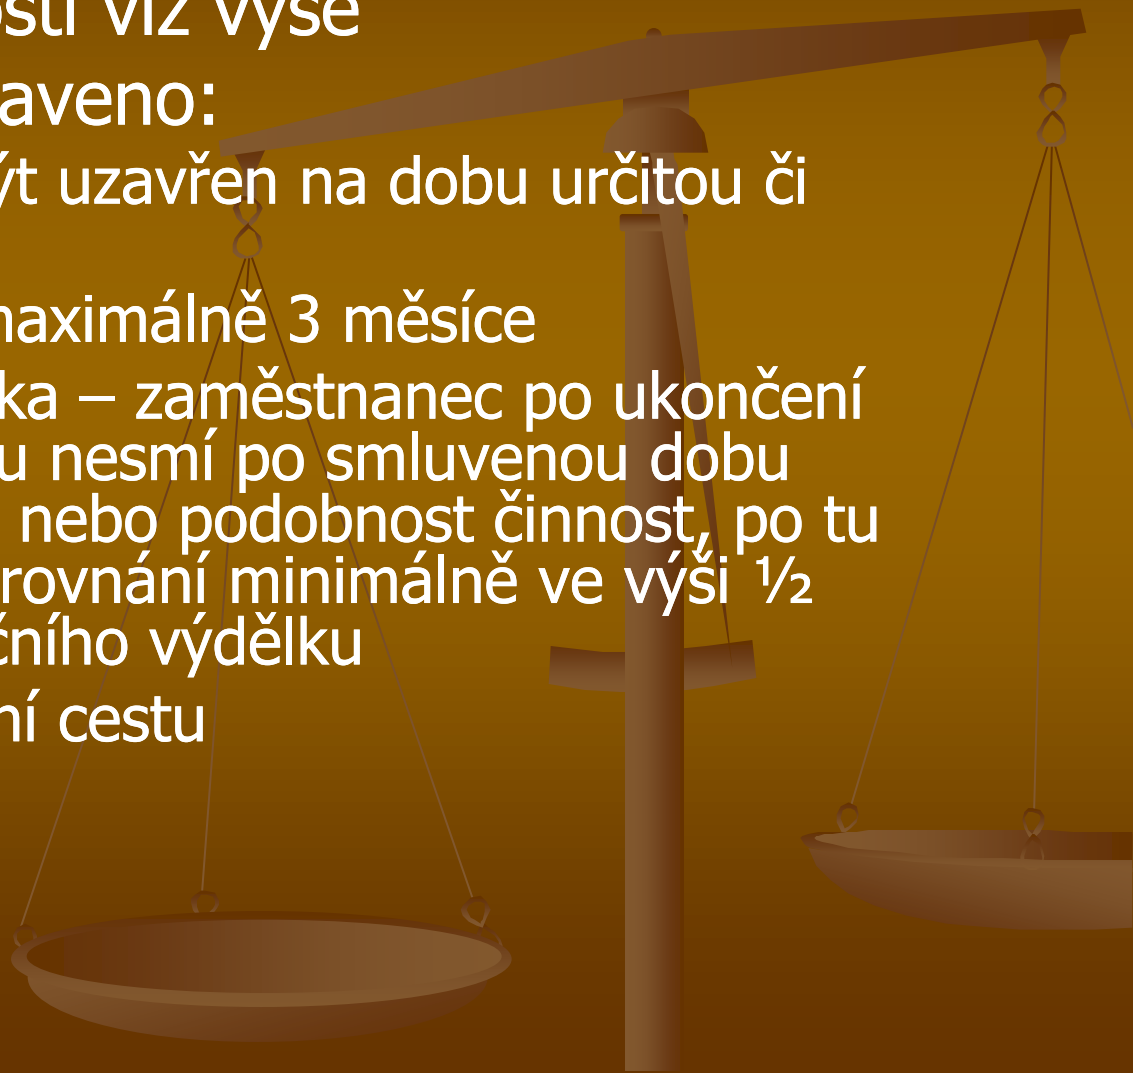 ostí viz výše
aveno:
ýt uzavřen na dobu určitou či
maximálně 3 měsíce
ka – zaměstnanec po ukončení
u nesmí po smluvenou dobu
nebo podobnost činnost, po tu
rovnání minimálně ve výši ½
čního výdělku
ní cestu